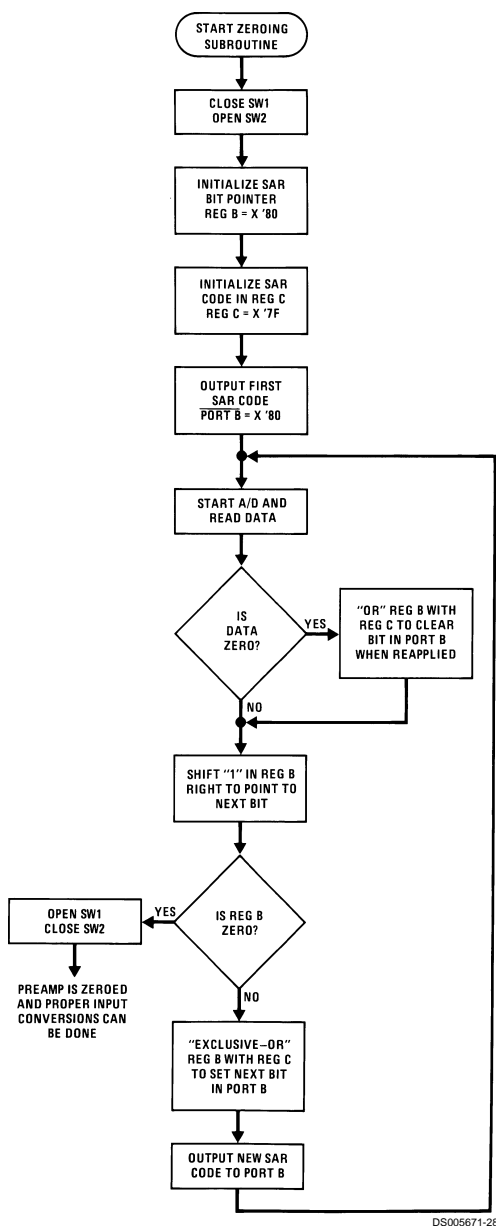 START ZEROING
SUBROUTINE
CLOSE SW1
OPEN SW2
INITIALIZE SAR
BIT POINTER
REG B = X '80
INITIALIZE SAR
CODE IN REG C
REG C = X '7F
OUTPUT FIRST
SAR CODE
PORT B = X '80
START A/D AND
READ DATA
IS
DATA
ZERO?
YES
"OR" REG B WITH
REG C TO CLEAR
BIT IN PORT B
WHEN REAPPLIED
NO
SHIFT "1" IN REG B
RIGHT TO POINT TO
NEXT BIT
IS REG B
ZERO?
YES
OPEN SW1
CLOSE SW2
PREAMP IS ZEROED
AND PROPER INPUT
CONVERSIONS CAN
BE DONE
NO
"EXCLUSIVE–OR"
REG B WITH REG C
TO SET NEXT BIT
IN PORT B
OUTPUT NEW SAR
CODE TO PORT B
DS005671-28